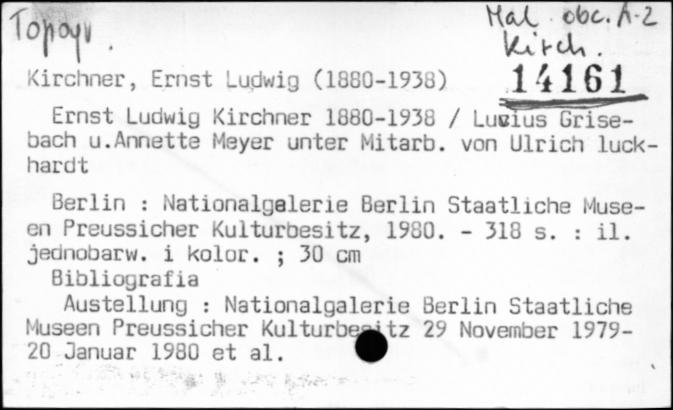 Topogr.
Mal. obc. A-Z
Kirch.
14161
Kirchner, Ernst Ludwig (1880-1938)
Ernst Ludwig Kirchner 1880-1938 / Lucius Grise-
bach u.Annette Meyer unter Mitarb. von Ulrich luck-
hardt
Berlin : Nationalgalerie Berlin Staatliche Muse-
en Preussicher Kulturbesitz, 1980. - 318 s. : il.
jednobarw. i kolor. ; 30 cm
Bibliografia
Austellung : Nationalgalerie Berlin Staatliche
Museen Preussicher Kulturbesitz 29 November 1979-
20 Januar 1980 et al.